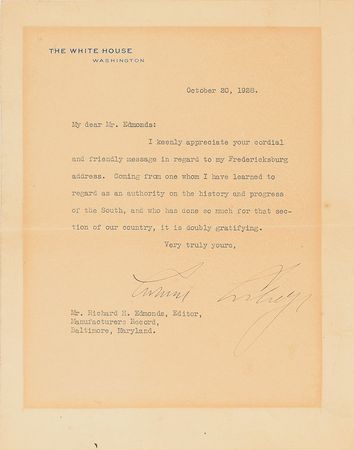 THE WHITE HOUSE
WASHINGTON
October 20, 1928.
My dear Mr. Edmonds:
I keenly appreciate your cordial
and friendly message in regard to my Fredericksburg
address. Coming from one whom I have learned to
regard as an authority on the history and progress
of the South, and who has done so much for that sec-
tion of our country, it is doubly gratifying.
Very truly yours,
Mr. Richard H. Edmonds, Editor,
Manufacturers Record,
Baltimore, Maryland.